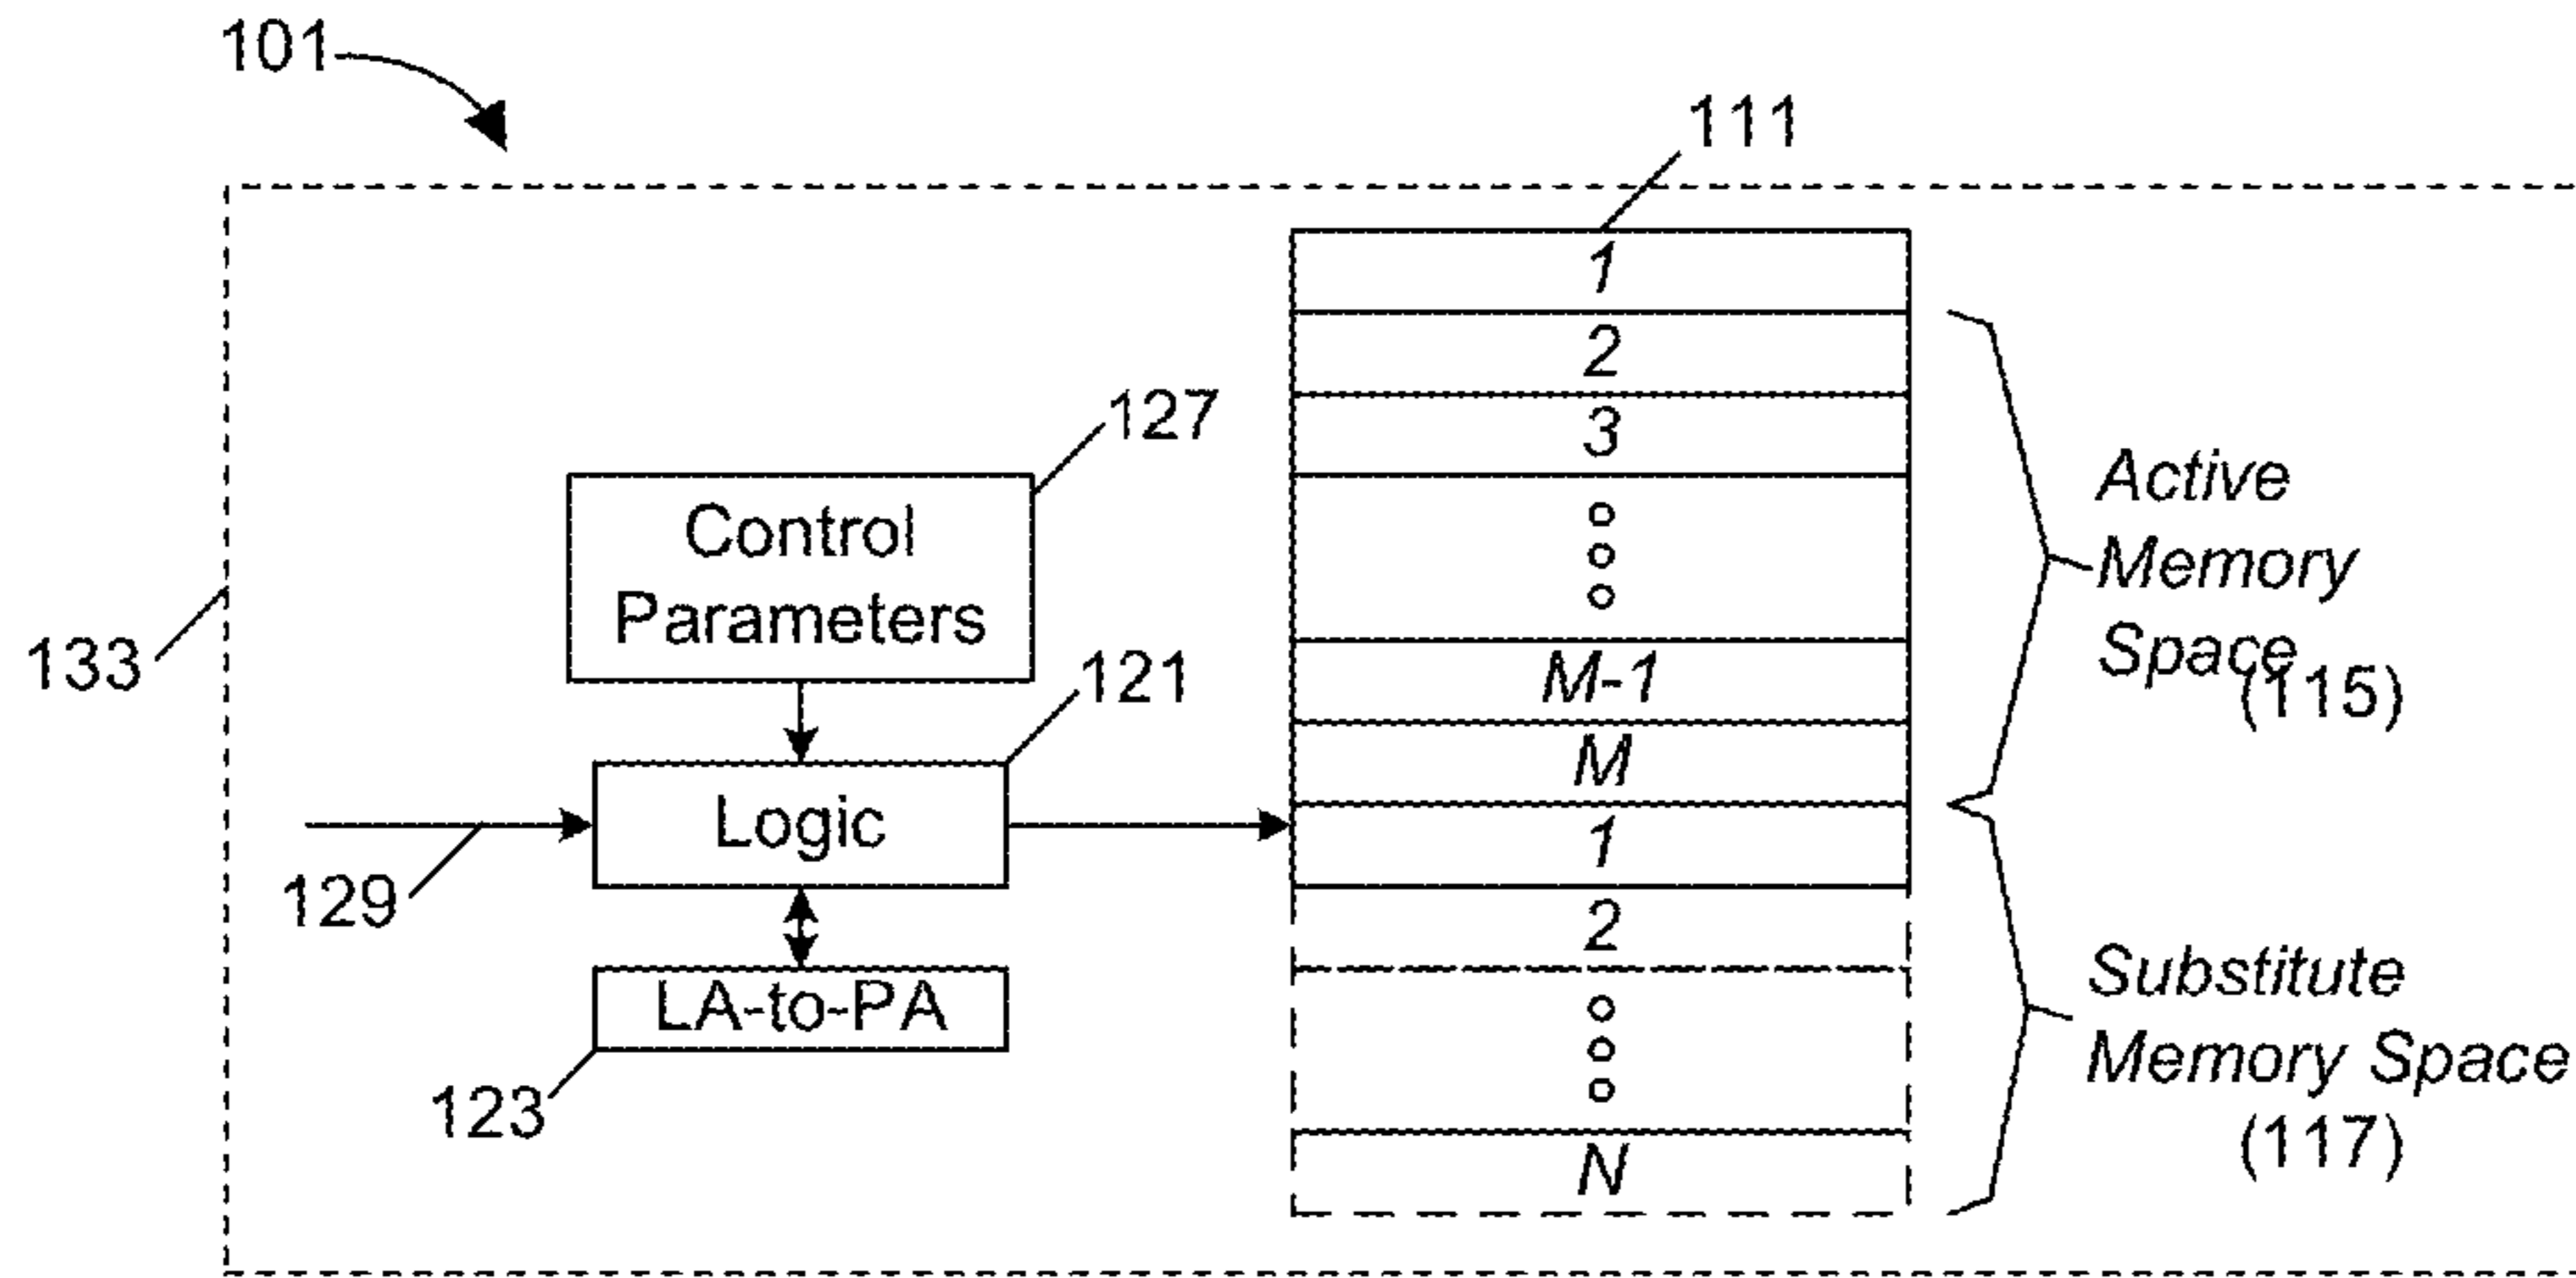 101
111
1
2
3
127
Control
Parameters
Active
Memory
Space
(115)
133
M-1
121
M
Logic
1
129
2
LA-to-PA
123
Substitute
Memory Space
(117)
N